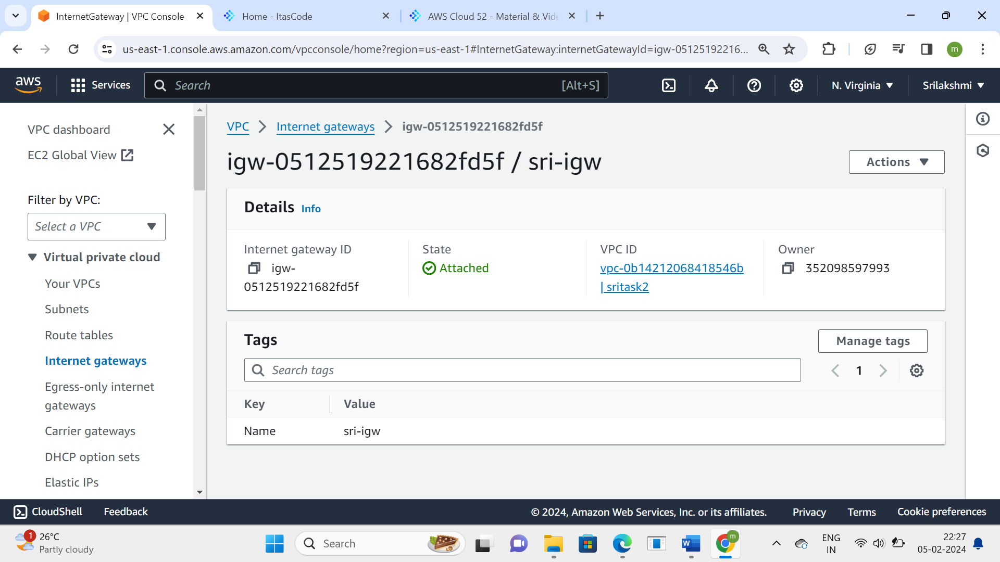 InternetGateway | VPC Console
Home - ItasCode
AWS Cloud 52 - Material & Vide
us-east-1.console.aws.amazon.com/vpcconsole/home?region=us-east-1#InternetGateway:internetGatewayId=igw-05125192216...
m
aws
Services
Search
[Alt+S]
N. Virginia
Srilakshmi
VPC dashboard
EC2 Global View
Filter by VPC:
Select a VPC
Virtual private cloud
Your VPCs
Subnets
Route tables
Internet gateways
Egress-only internet
gateways
Carrier gateways
DHCP option sets
Elastic IPs
VPC
Internet gateways
igw-0512519221682fd5f
igw-0512519221682fd5f / sri-igw
Actions
Details
Info
Internet gateway ID
igw-
0512519221682fd5f
State
Attached
VPC ID
vpc-0b14212068418546b
| sritask2
Owner
352098597993
Tags
Manage tags
Search tags
1
Key
Value
Name
sri-igw
CloudShell
Feedback
© 2024, Amazon Web Services, Inc. or its affiliates.
Privacy
Terms
Cookie preferences
1
26°C
Partly cloudy
Search
W
m
ENG
IN
22:27
05-02-2024